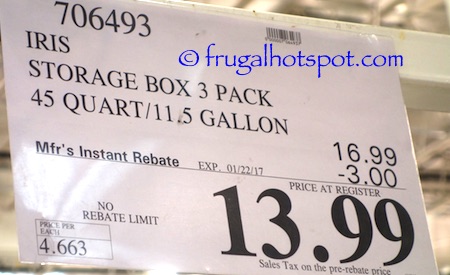 706493
© frugalhotspot.com
IRIS
STORAGE BOX 3 PACK
45 QUART/11.5 GALLON
16.99
Mfr's Instant Rebate EXP. 01/22/17 -3.00
PRICE AT REGISTER
NO
REBATE LIMIT
13.99
PRICE PER
EACH
4.663
Sales Tax on the pre-rebate price